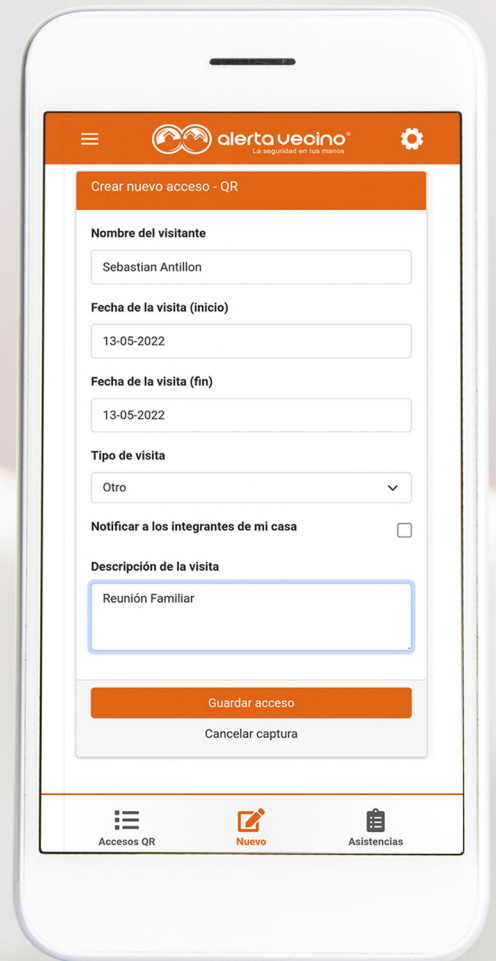 alerta vecino®
La seguridad en tus manos
Crear nuevo acceso - QR
Nombre del visitante
Sebastian Antillon
Fecha de la visita (inicio)
13-05-2022
Fecha de la visita (fin)
13-05-2022
Tipo de visita
Otro
Notificar a los integrantes de mi casa
Descripción de la visita
Reunión Familiar
Guardar acceso
Cancelar captura
Accesos QR
Nuevo
Asistencias